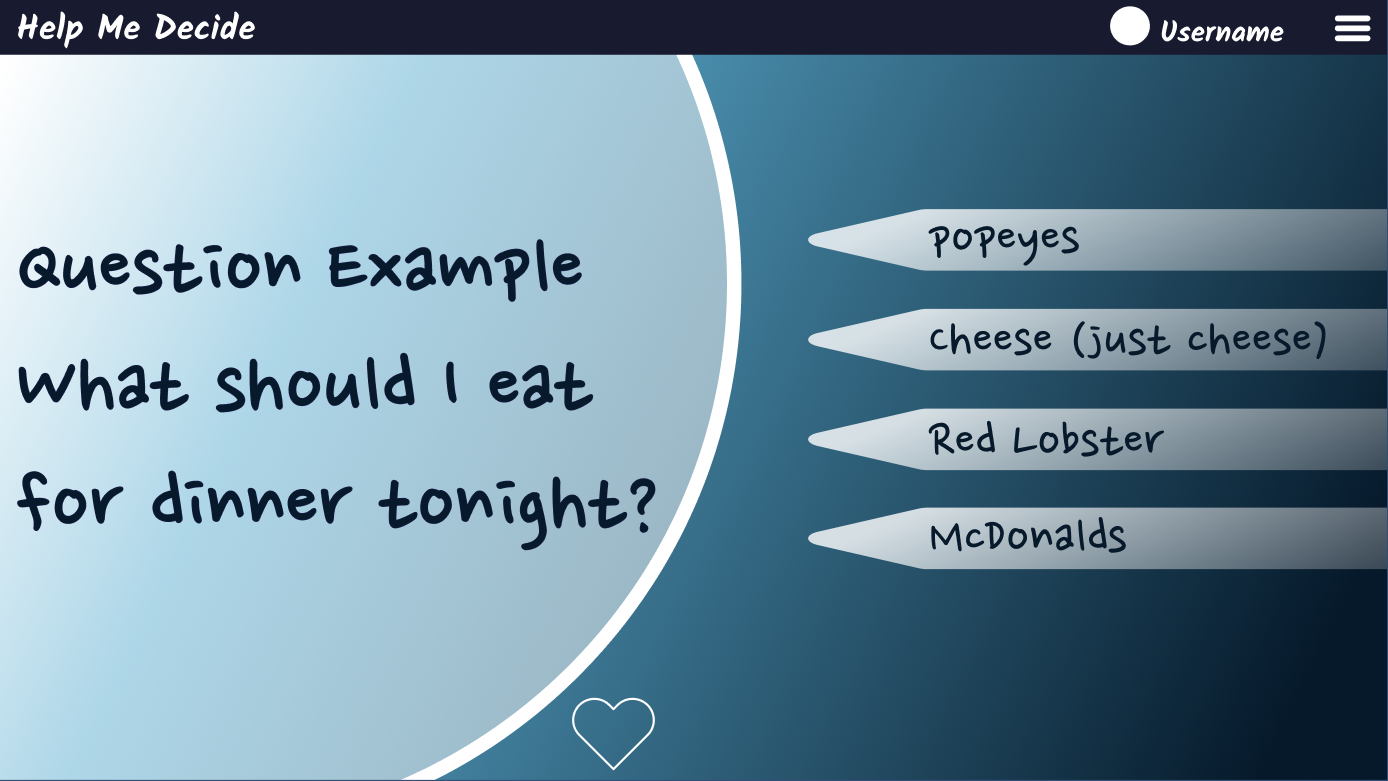 Help Me Decide
Username
Question Example
What should I eat
for dinner tonight?
Popeyes
Cheese (just cheese)
Red Lobster
McDonalds